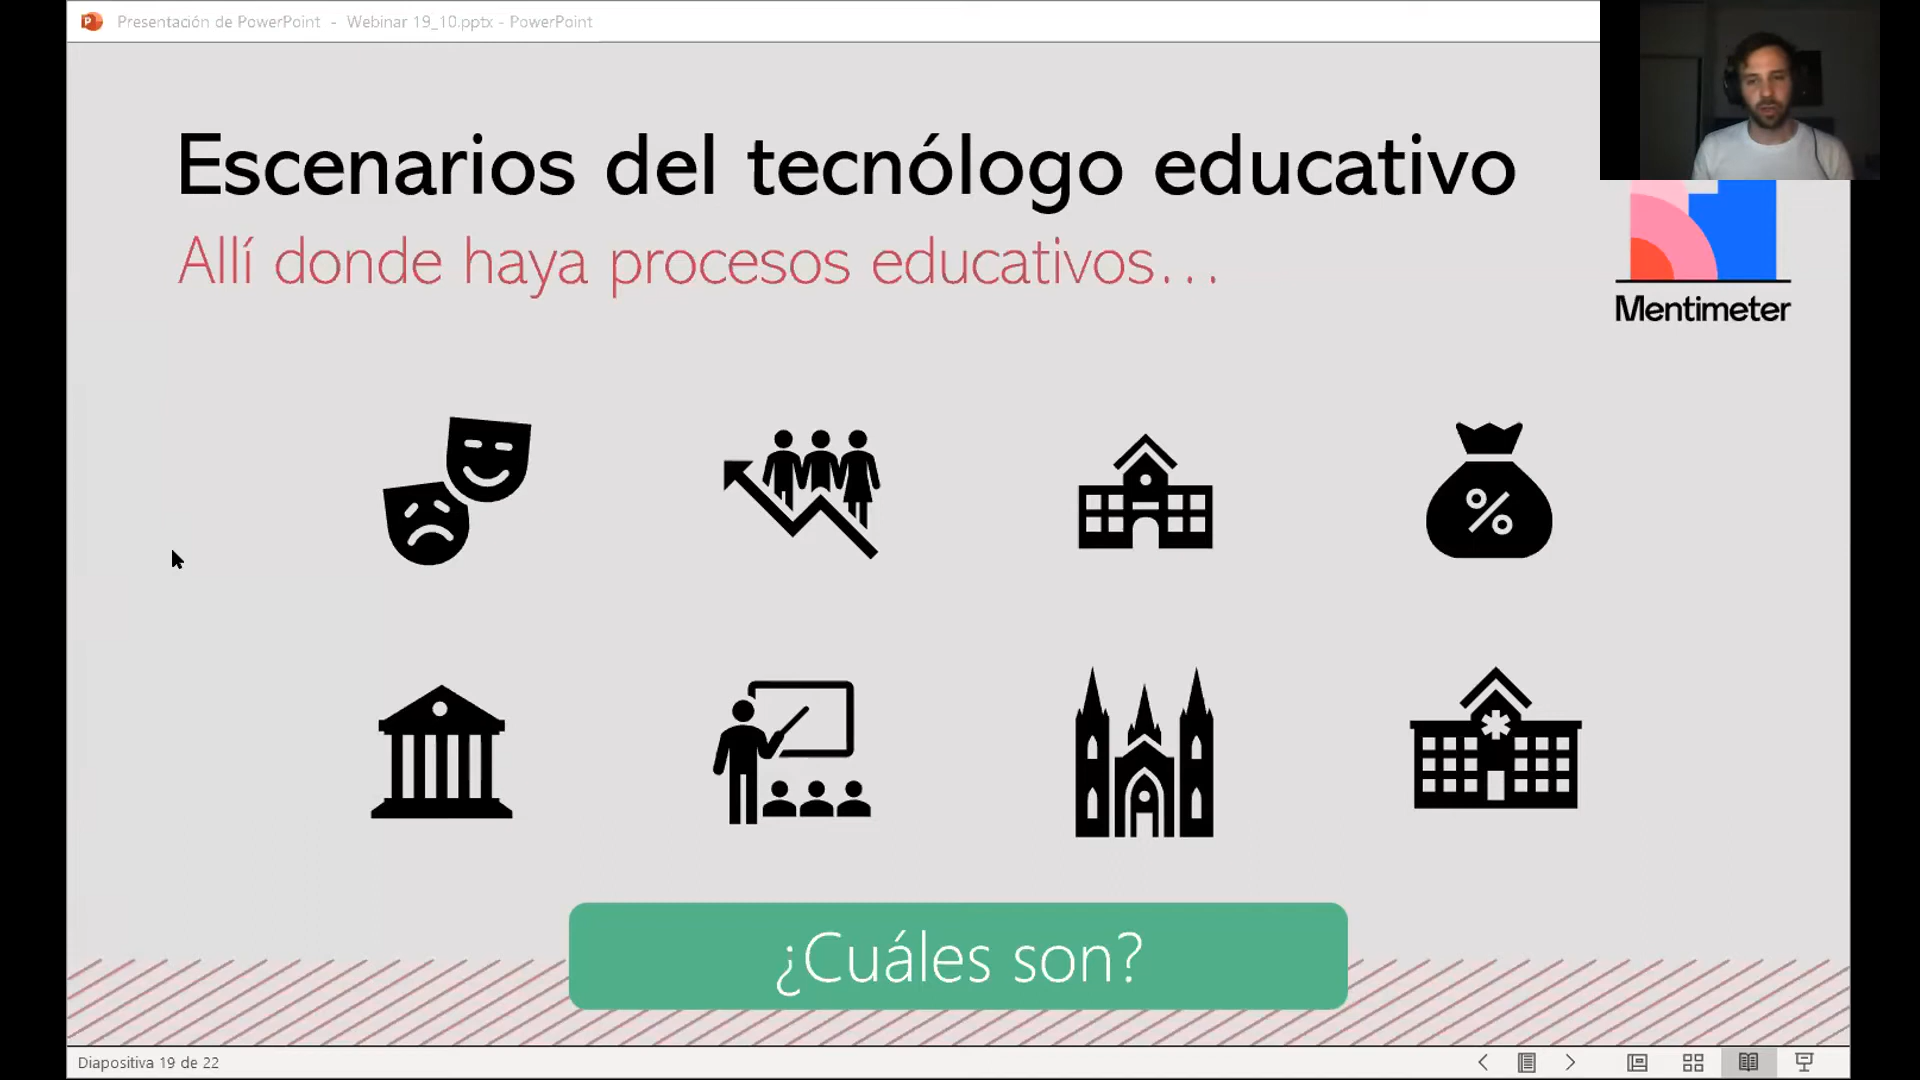 Presentación de PowerPoint - Webinar 19_10.pptx - PowerPoint
Escenarios del tecnólogo educativo
Allí donde haya procesos educativos...
Mentimeter
%
¿Cuáles son?
Diapositiva 19 de 22